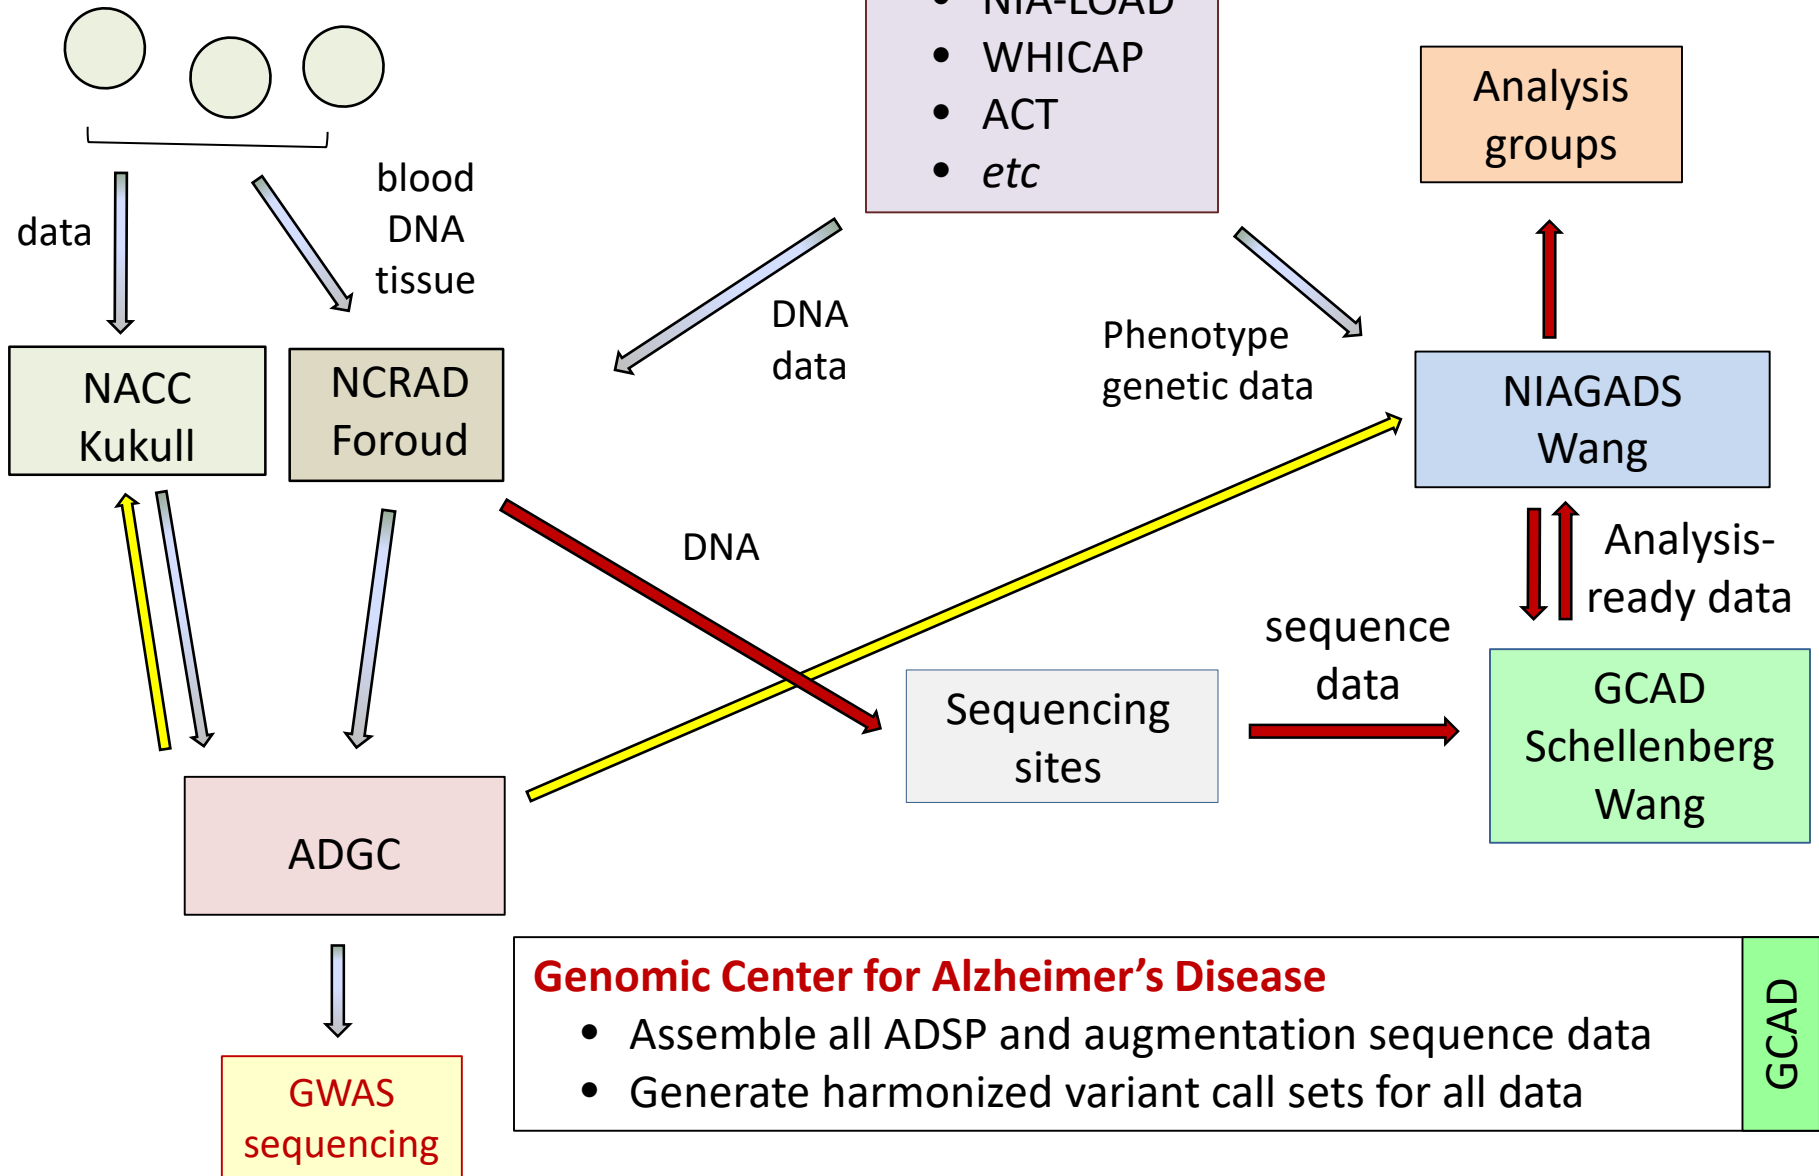 • NIA-LOAD
• WHICAP
• ACT
• etc
Analysis
groups
data
blood
DNA
tissue
DNA
data
Phenotype
genetic data
NACC
Kukull
NCRAD
Foroud
NIAGADS
Wang
DNA
Analysis-
ready data
sequence
data
Sequencing
sites
GCAD
Schellenberg
Wang
ADGC
GWAS
sequencing
Genomic Center for Alzheimer’s Disease
• Assemble all ADSP and augmentation sequence data
• Generate harmonized variant call sets for all data
GCAD